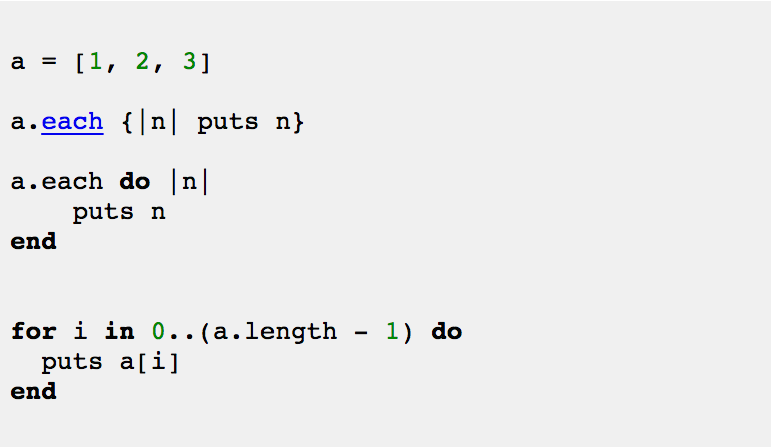 a = [1, 2, 3]
a.each {|n| puts n}
a.each do |n|
    puts n
end
for i in 0..(a.length - 1) do
  puts a[i]
end